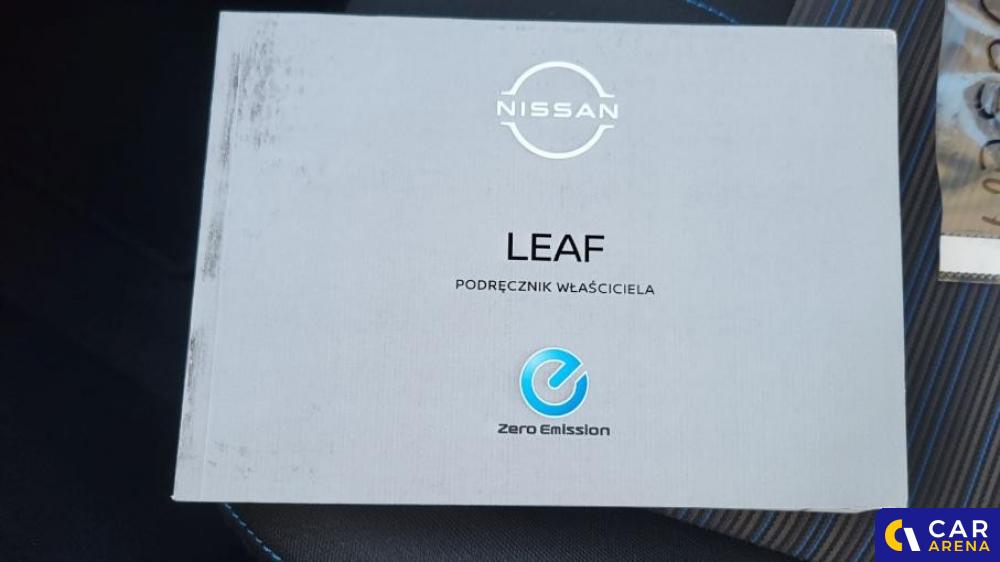 NISSAN
LEAF
PODRĘCZNIK WŁAŚCICIELA
Zero Emission
CAR
ARENA